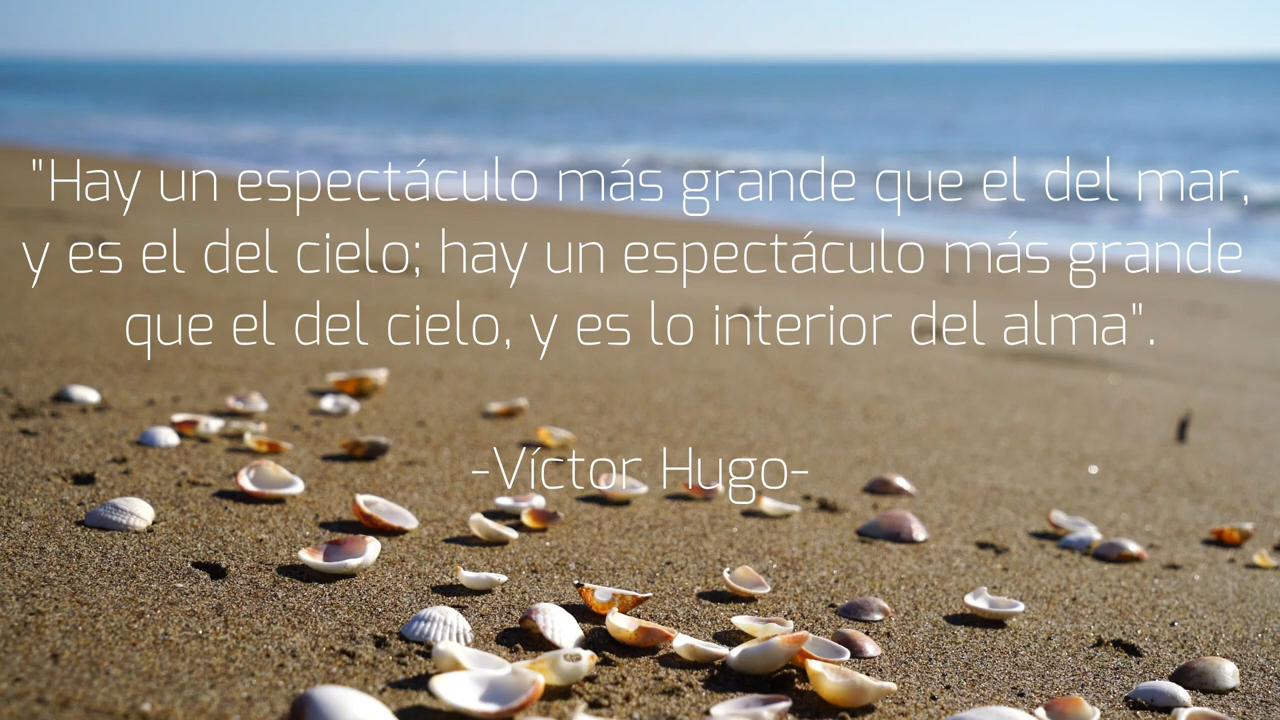 "Hay un espectáculo más grande que el del mar,
y es el del cielo; hay un espectáculo más grande
que el del cielo, y es lo interior del alma".
-Víctor Hugo-